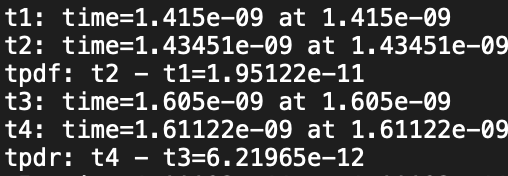 t1: time=1.415e-09 at 1.415e-09
t2: time=1.43451e-09 at 1.43451e-09
tpdf: t2 - t1=1.95122e-11
t3: time=1.605e-09 at 1.605e-09
t4: time=1.61122e-09 at 1.61122e-09
tpdr: t4 - t3=6.21965e-12